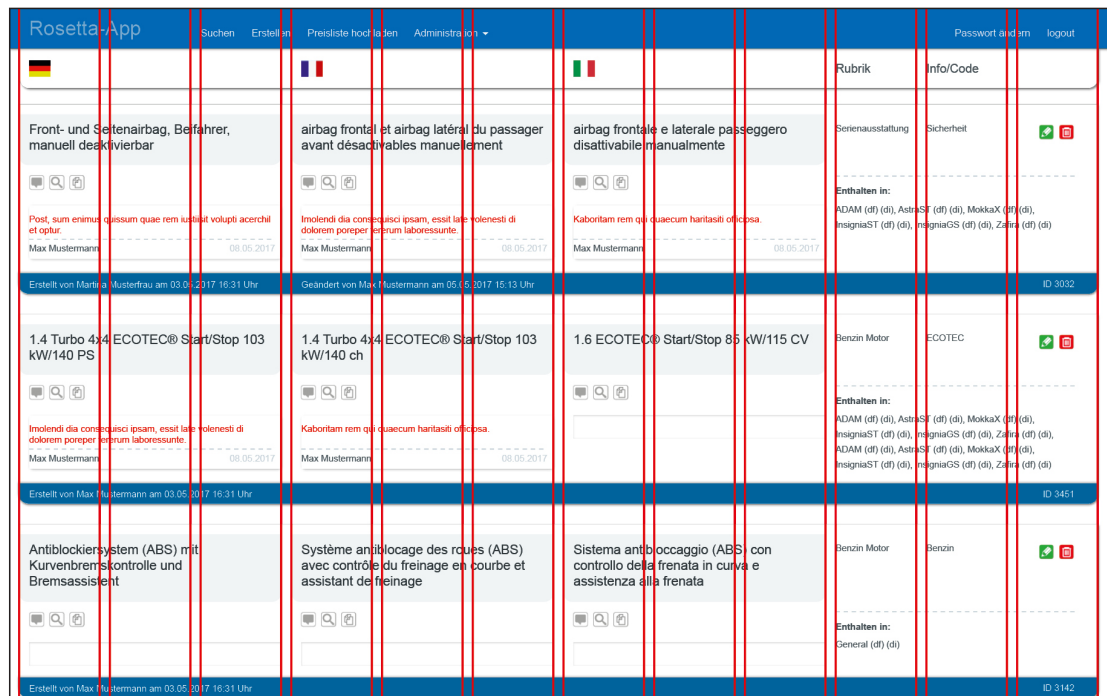 Rosetta-App Suchen Erstellen Preisliste hochladen Administration Passwort ändern logout
Rubrik Info/Code
Front- und Seitenairbag, Beifahrer,
manuell deaktivierbar
airbag frontal et airbag latéral du passager
avant désactivables manuellement
airbag frontale e laterale passeggero
disattivabile manualmente
Serienausstattung Sicherheit
Post, sum enimus quissum quae rem iustiisit volupti acerchil
et optur.
Max Mustermann 08.05.2017
Imolendi dia consequisci ipsam, essit late volenesti di
dolorem poreper fererum laboressunte.
Max Mustermann 08.05.2017
Kaboritam rem qui quaecum haritasiti officiosa.
Max Mustermann 08.05.2017
Enthalten in:
ADAM (df) (di), AstraST (df) (di), MokkaX (df) (di),
InsigniaST (df) (di), InsigniaGS (df) (di), Zafira (df) (di)
Erstellt von Martina Musterfrau am 03.05.2017 16:31 Uhr Geändert von Max Mustermann am 05.05.2017 15:13 Uhr ID 3032
1.4 Turbo 4x4 ECOTEC® Start/Stop 103
kW/140 PS
1.4 Turbo 4x4 ECOTEC® Start/Stop 103
kW/140 ch
1.6 ECOTEC® Start/Stop 85 kW/115 CV
Benzin Motor ECOTEC
Imolendi dia consequisci ipsam, essit late volenesti di
dolorem poreper fererum laboressunte.
Max Mustermann 08.05.2017
Kaboritam rem qui quaecum haritasiti officiosa.
Max Mustermann 08.05.2017
Enthalten in:
ADAM (df) (di), AstraST (df) (di), MokkaX (df) (di),
InsigniaST (df) (di), InsigniaGS (df) (di), Zafira (df) (di),
ADAM (df) (di), AstraST (df) (di), MokkaX (df) (di),
InsigniaST (df) (di), InsigniaGS (df) (di), Zafira (df) (di)
Erstellt von Max Mustermann am 03.05.2017 16:31 Uhr ID 3451
Antiblockiersystem (ABS) mit
Kurvenbremskontrolle und
Bremsassistent
Système antiblocage des roues (ABS)
avec contrôle du freinage en courbe et
assistant de freinage
Sistema antibloccaggio (ABS) con
controllo della frenata in curva e
assistenza alla frenata
Benzin Motor Benzin
Enthalten in:
General (df) (di)
Erstellt von Max Mustermann am 03.05.2017 16:31 Uhr ID 3142